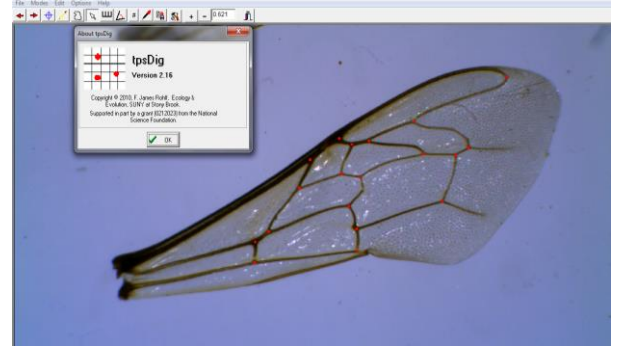 File Modes Edit Options Help
+ - 0.621
About tpsDig
tpsDig
Version 2.16
Copyright © 2010, F. James Rohlf, Ecology &
Evolution, SUNY at Stony Brook.
Supported in part by a grant (0212023) from the National
Science Foundation.
OK